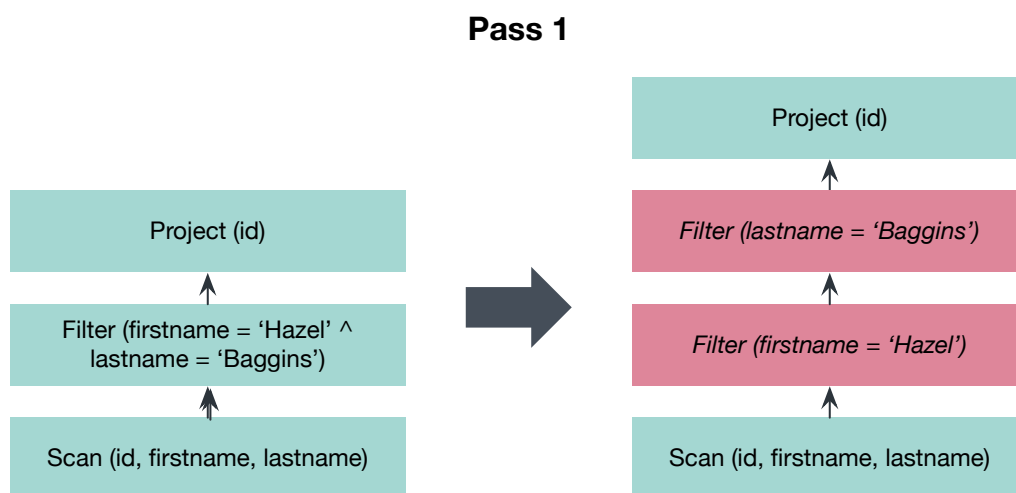 Pass 1
Project (id)
Filter (firstname = ‘Hazel’ ^
lastname = ‘Baggins’)
Scan (id, firstname, lastname)
Project (id)
Filter (lastname = ‘Baggins’)
Filter (firstname = ‘Hazel’)
Scan (id, firstname, lastname)